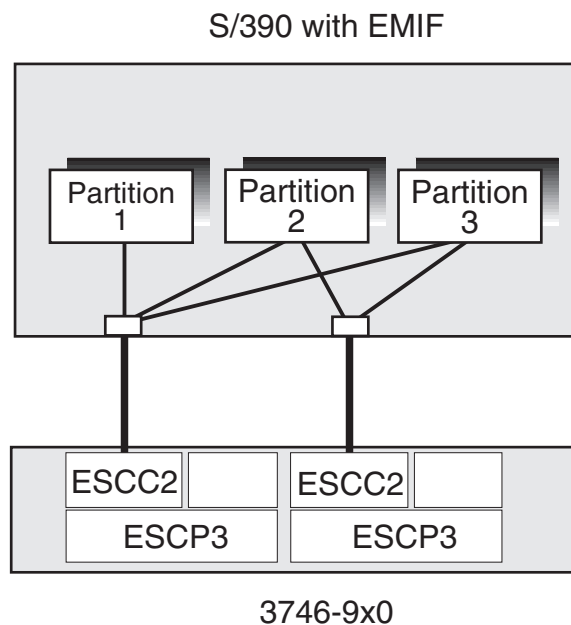 S/390 with EMIF
Partition
1
Partition
2
Partition
3
ESCC2
ESCC2
ESCP3
ESCP3
3746-9x0